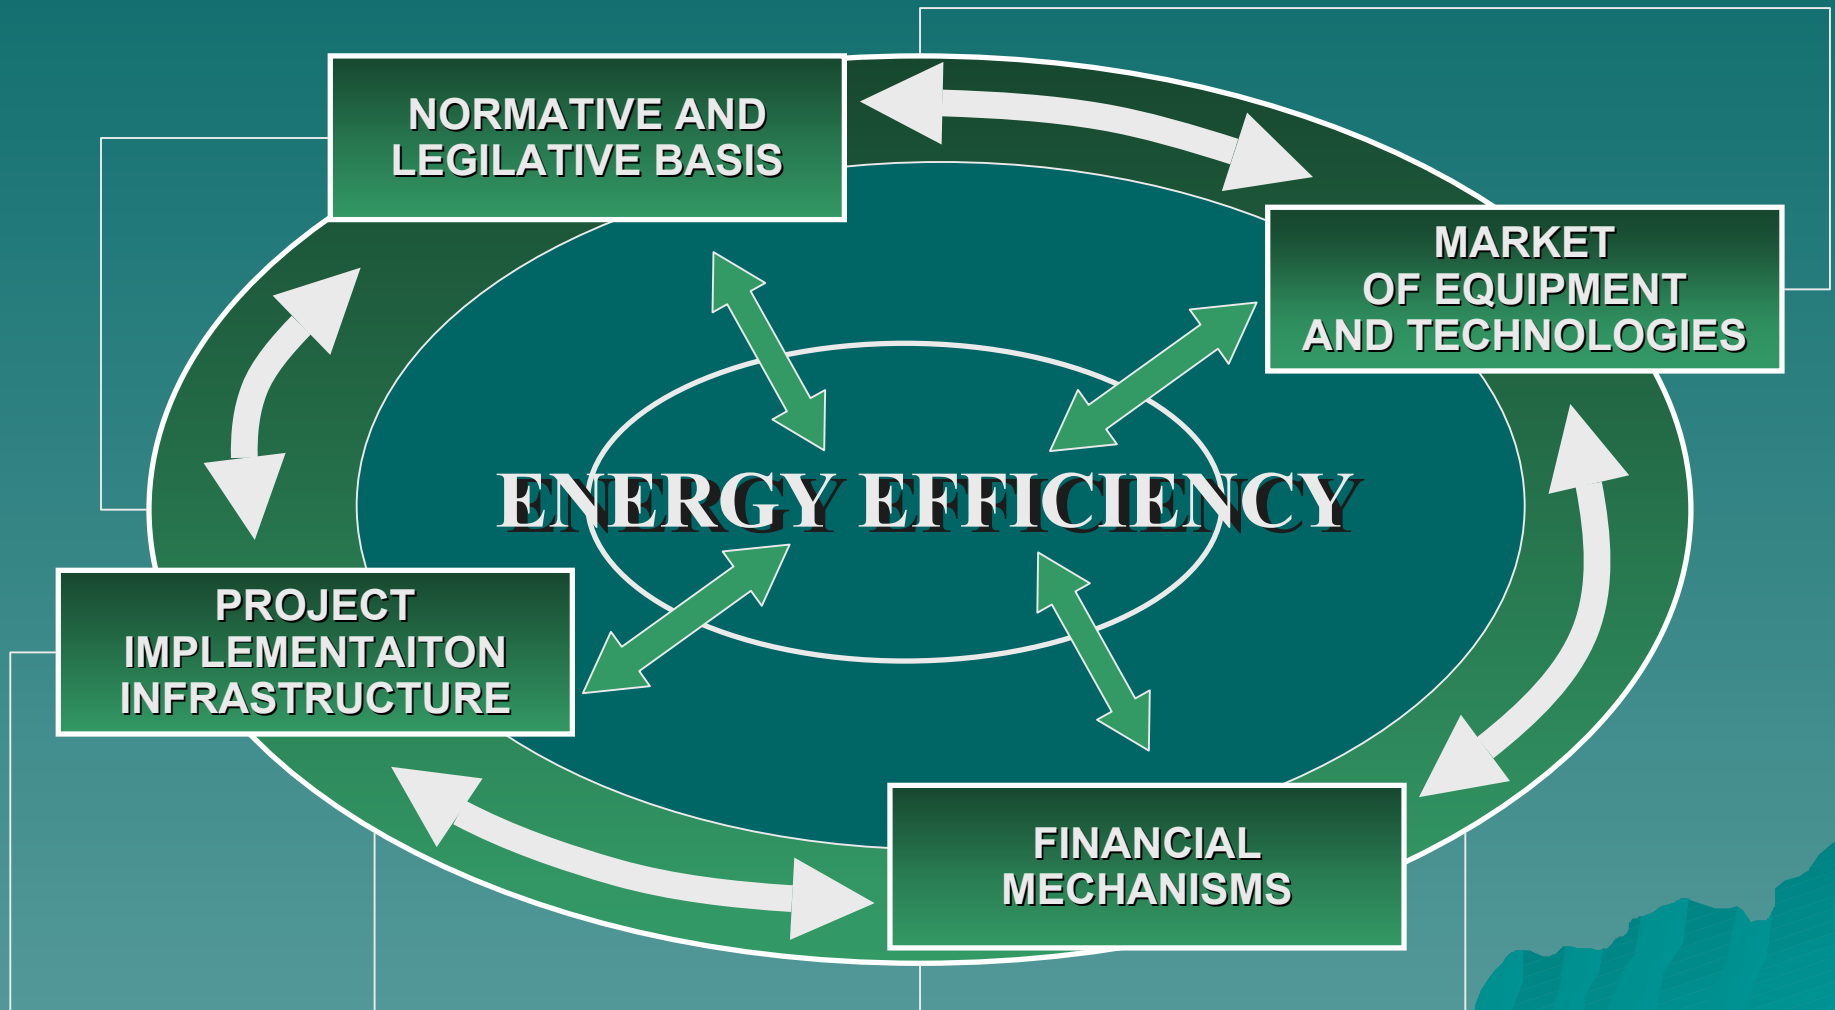 NORMATIVE AND
LEGILATIVE BASIS
MARKET
OF EQUIPMENT
AND TECHNOLOGIES
ENERGY EFFICIENCY
PROJECT
IMPLEMENTAITON
INFRASTRUCTURE
FINANCIAL
MECHANISMS